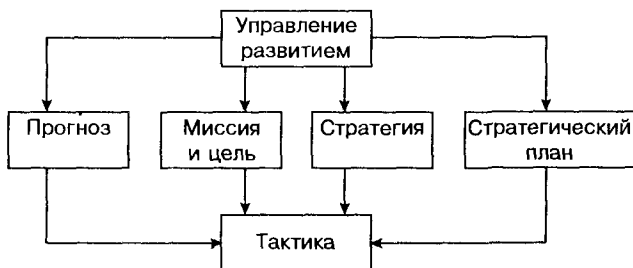 Управление
развитием
Прогноз
Миссия
и цель
Стратегия
Стратегический
план
Тактика